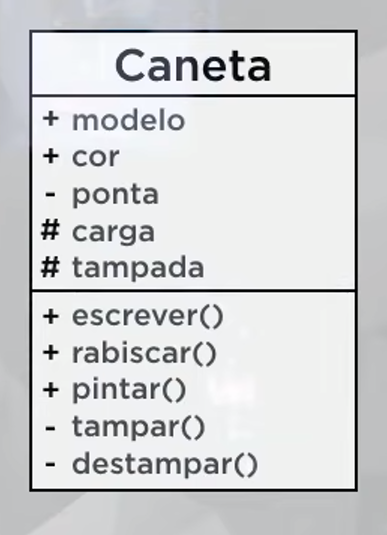 Caneta
+ modelo
+ cor
- ponta
# carga
# tampada
+ escrever()
+ rabiscar()
+ pintar()
- tampar()
- destampar()